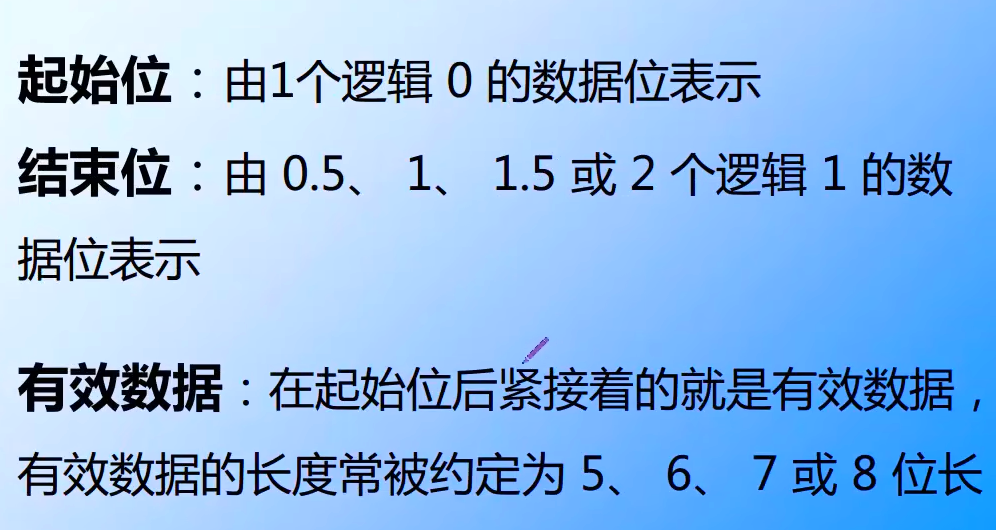 起始位：由1个逻辑 0 的数据位表示
结束位：由 0.5、 1、 1.5 或 2 个逻辑 1 的数
据位表示
有效数据：在起始位后紧接着的就是有效数据，
有效数据的长度常被约定为 5、 6、 7 或 8 位长